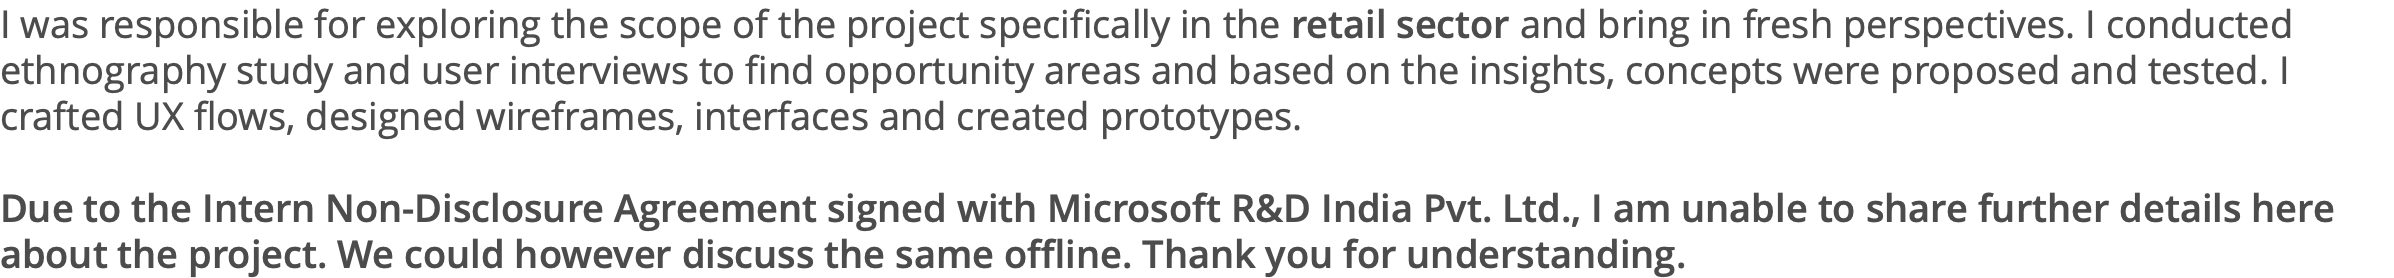 I was responsible for exploring the scope of the project specifically in the retail sector and bring in fresh perspectives. I conducted
ethnography study and user interviews to find opportunity areas and based on the insights, concepts were proposed and tested. I
crafted UX flows, designed wireframes, interfaces and created prototypes.
Due to the Intern Non-Disclosure Agreement signed with Microsoft R&D India Pvt. Ltd., I am unable to share further details here
about the project. We could however discuss the same offline. Thank you for understanding.